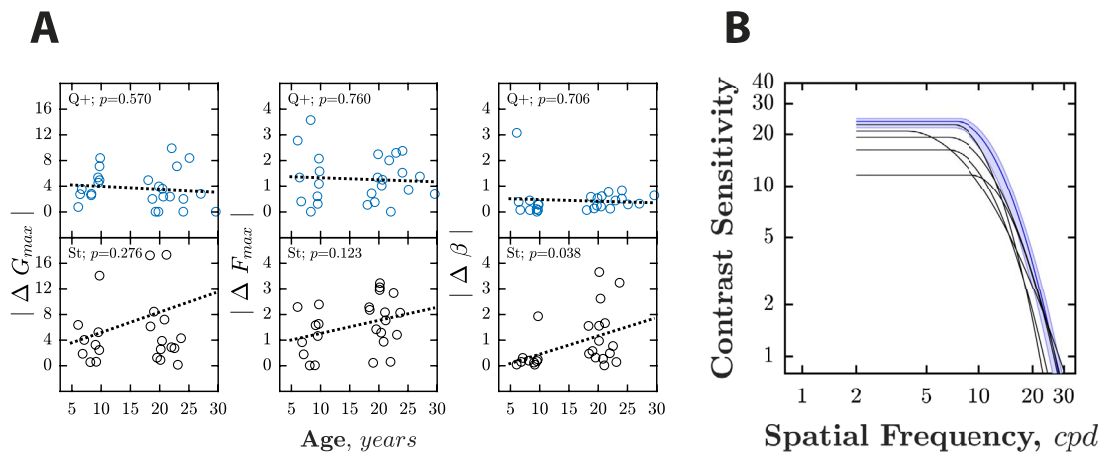 A
B
Q+; p=0.570
Q+; p=0.760
Q+; p=0.706
16
12
8
4
0
4
3
2
1
0
4
3
2
1
0
| Δ G_max |
| Δ F_max |
| Δ β |
St; p=0.276
St; p=0.123
St; p=0.038
16
12
8
4
0
4
3
2
1
0
4
3
2
1
0
5 10 15 20 25 30
5 10 15 20 25 30
5 10 15 20 25 30
Age, years
Contrast Sensitivity
40
30
20
10
5
2
1
1 2 5 10 20 30
Spatial Frequency, cpd